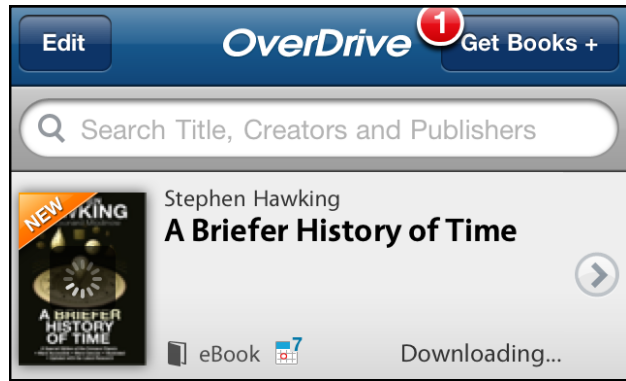 Edit
OverDrive
1
Get Books +
Search Title, Creators and Publishers
NEW
HAWKING
Stephen Hawking
A Briefer History of Time
A BRIEFER
HISTORY
OF TIME
eBook
7
Downloading...